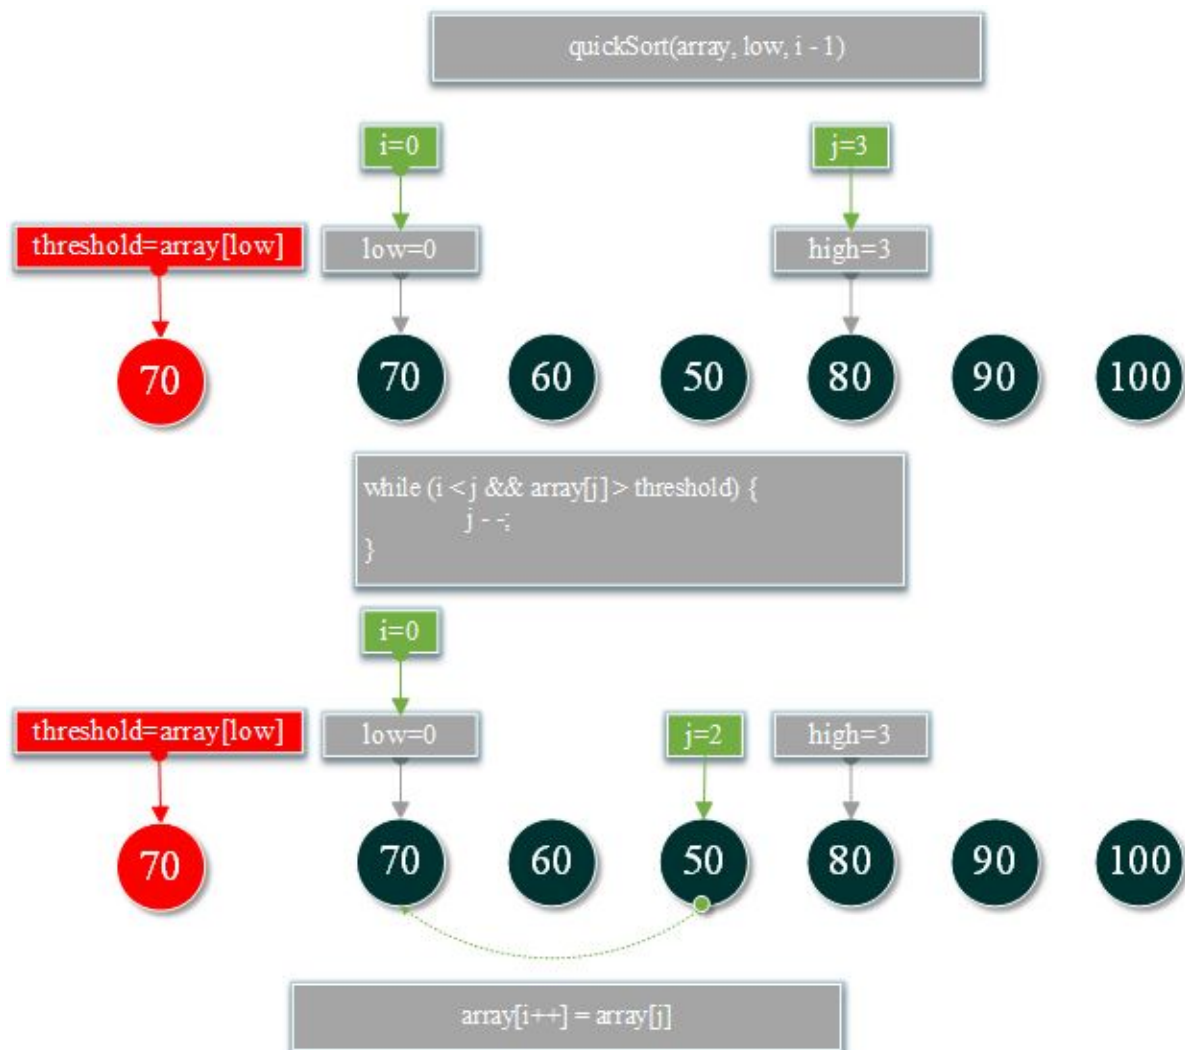 quickSort(array, low, i - 1)
i=0 j=3
threshold=array[low] low=0 high=3
70 70 60 50 80 90 100
while (i < j && array[j] > threshold) {
j - -;
}
i=0
threshold=array[low] low=0 j=2 high=3
70 70 60 50 80 90 100
array[i++] = array[j]